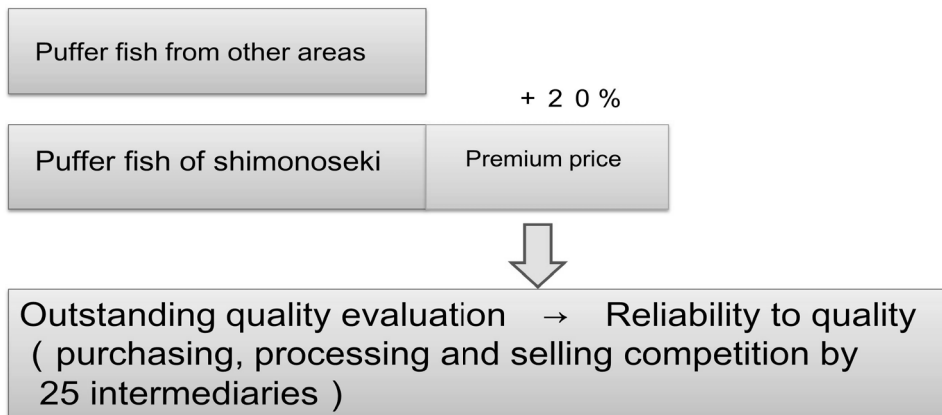 Puffer fish from other areas
+ 2 0 %
Puffer fish of shimonoseki
Premium price
Outstanding quality evaluation → Reliability to quality
( purchasing, processing and selling competition by
25 intermediaries )